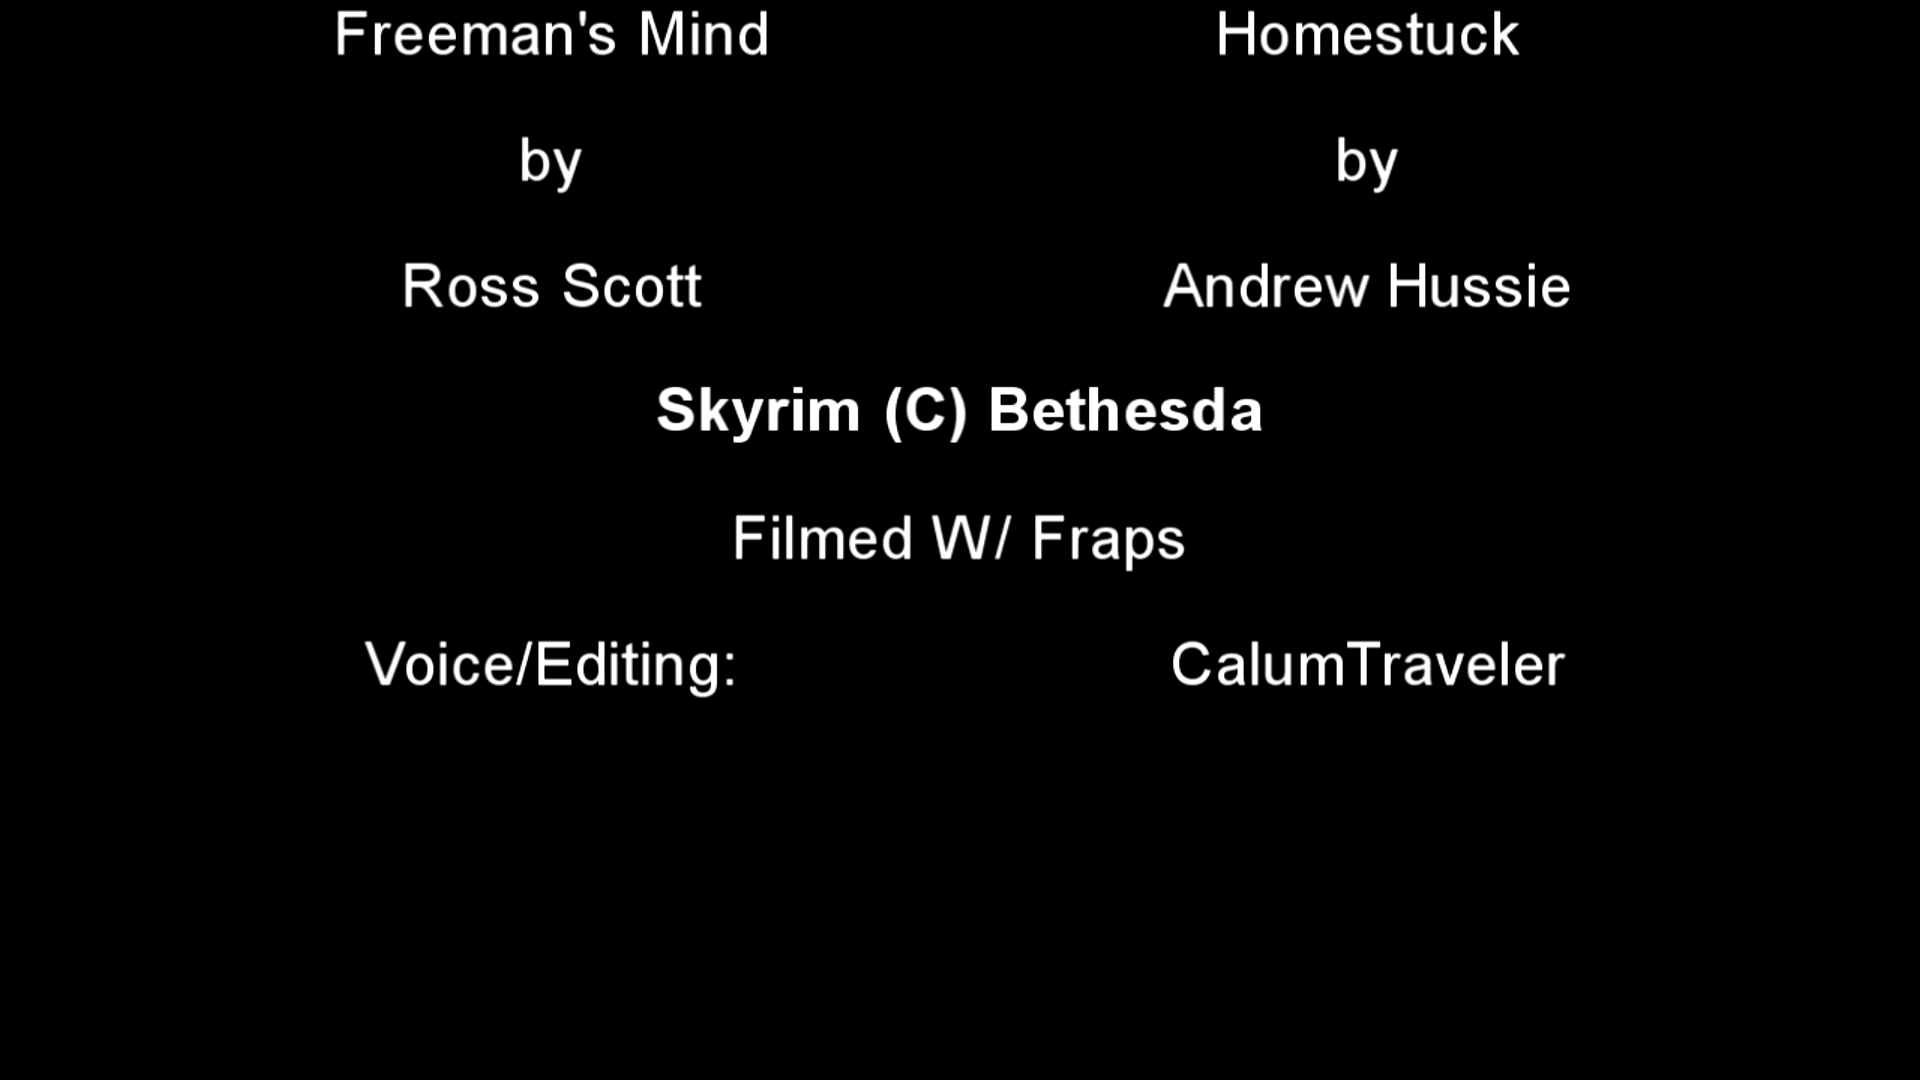 Freeman's Mind Homestuck
by by
Ross Scott Andrew Hussie
Skyrim (C) Bethesda
Filmed W/ Fraps
Voice/Editing: CalumTraveler